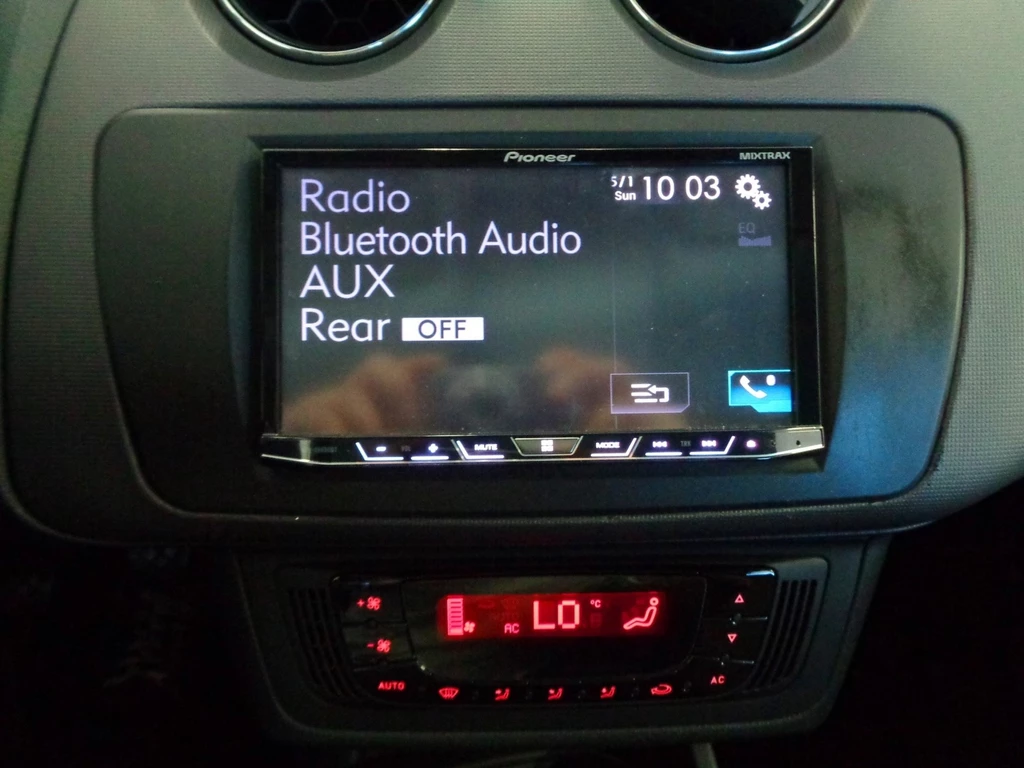 Pioneer MIXTRAX
Radio
5/1
Sun 10 03
EQ
Bluetooth Audio
AUX
Rear OFF
MUTE MODE
AC LO °C
AUTO
AC